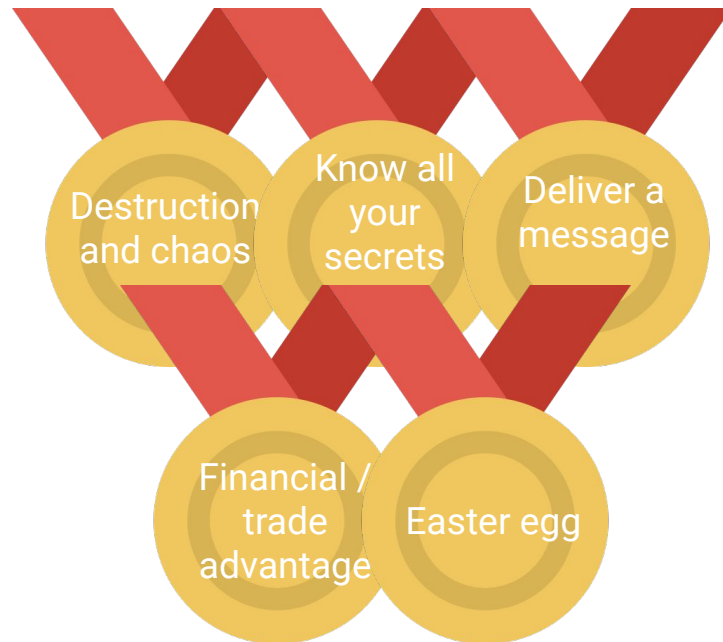 Destruction
and chaos
Know all
your
secrets
Deliver a
message
Financial /
trade
advantage
Easter egg